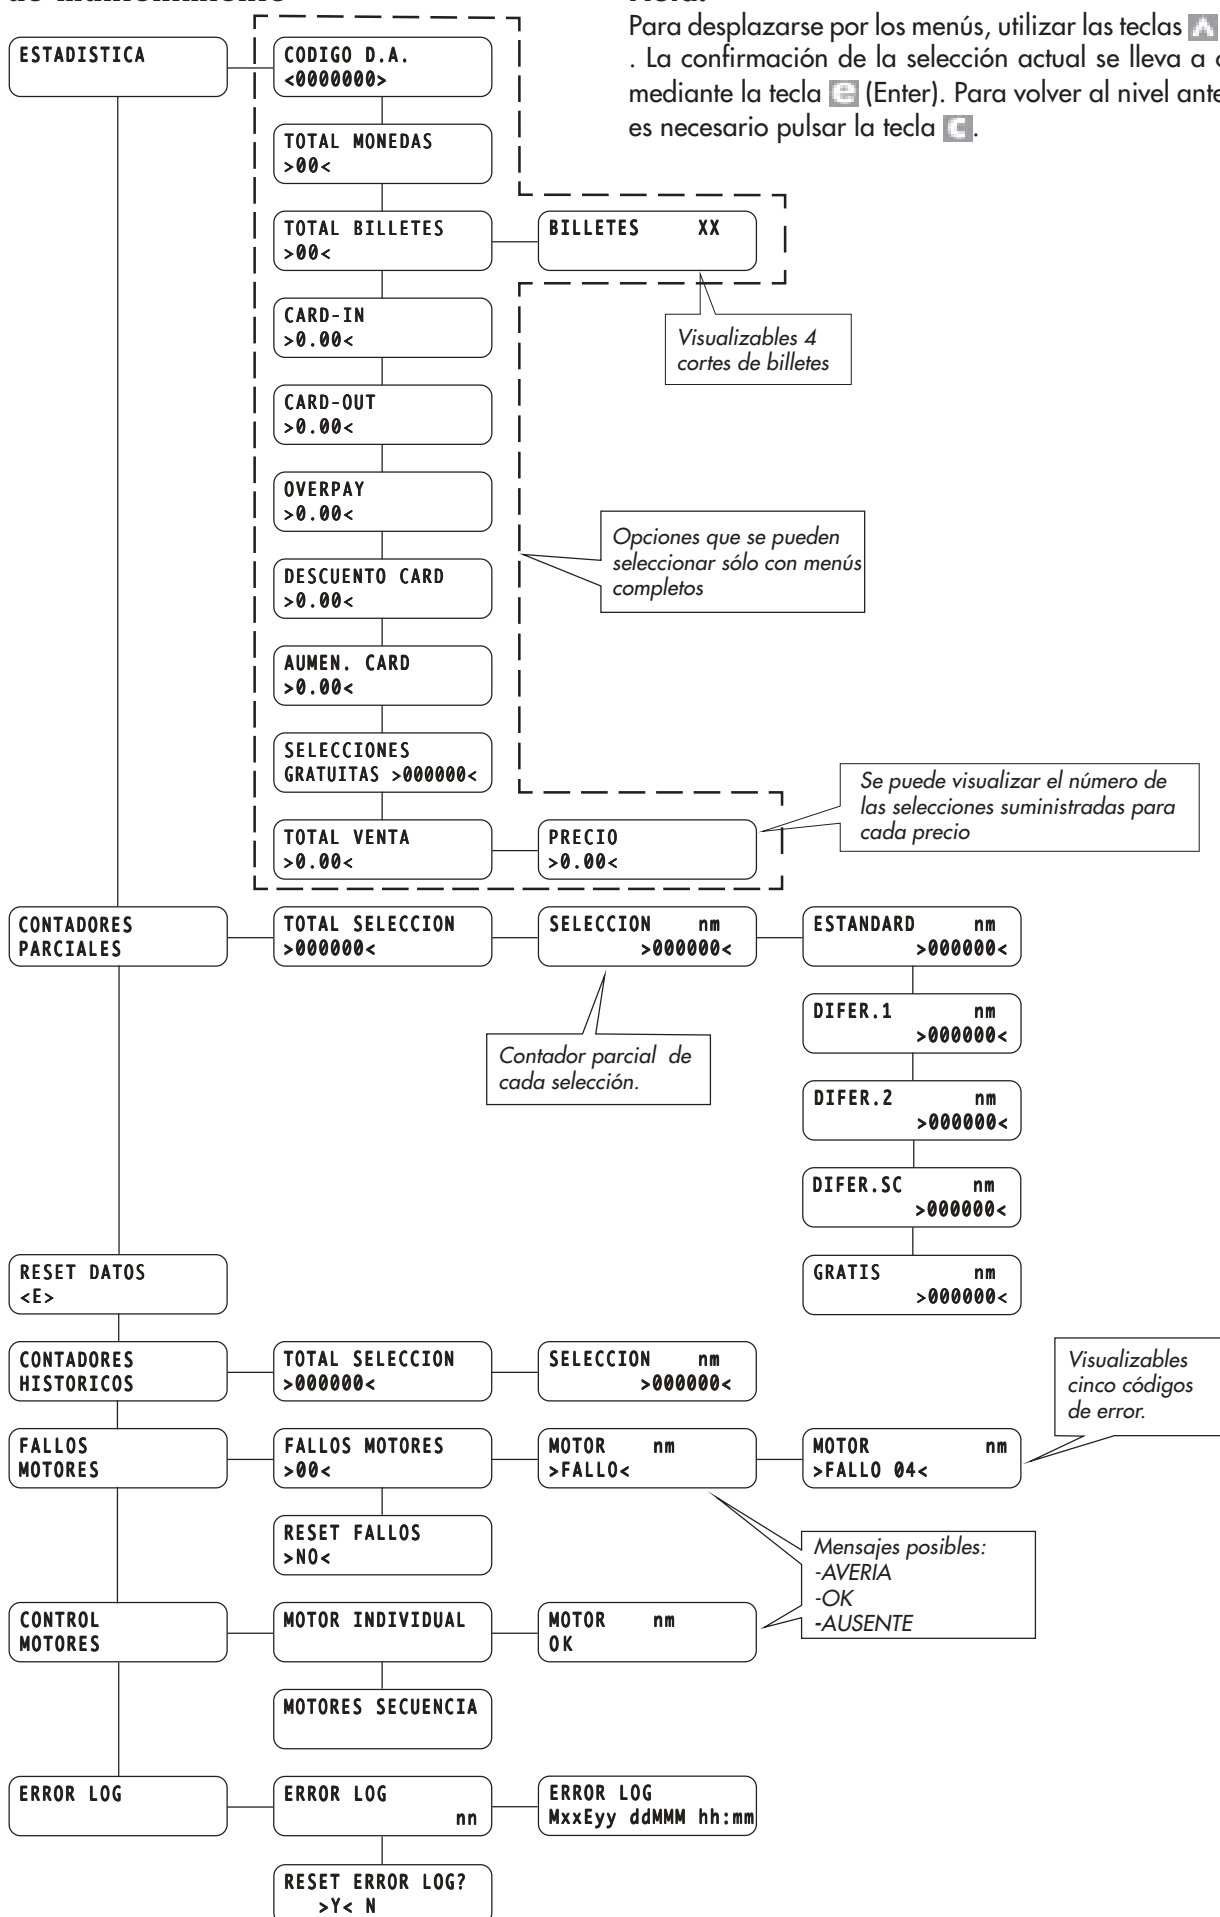 Para desplazarse por los menús, utilizar las teclas
. La confirmación de la selección actual se lleva a
mediante la tecla e (Enter). Para volver al nivel
es necesario pulsar la tecla C.
ESTADISTICA
CODIGO D.A.
<0000000>
TOTAL MONEDAS
>00<
TOTAL BILLETES
>00<
BILLETES XX
Visualizables 4
cortes de billetes
CARD-IN
>0.00<
CARD-OUT
>0.00<
OVERPAY
>0.00<
Opciones que se pueden
seleccionar sólo con menús
completos
DESCUENTO CARD
>0.00<
AUMEN. CARD
>0.00<
SELECCIONES
GRATUITAS >000000<
Se puede visualizar el número de
las selecciones suministradas para
cada precio
TOTAL VENTA
>0.00<
PRECIO
>0.00<
CONTADORES
PARCIALES
TOTAL SELECCION
>000000<
SELECCION nm
>000000<
ESTANDARD nm
>000000<
Contador parcial de
cada selección.
DIFER.1 nm
>000000<
DIFER.2 nm
>000000<
DIFER.SC nm
>000000<
GRATIS nm
>000000<
RESET DATOS
<E>
CONTADORES
HISTORICOS
TOTAL SELECCION
>000000<
SELECCION nm
>000000<
Visualizables
cinco códigos
de error.
FALLOS
MOTORES
FALLOS MOTORES
>00<
MOTOR nm
>FALLO<
MOTOR nm
>FALLO 04<
RESET FALLOS
>NO<
Mensajes posibles:
-AVERIA
-OK
-AUSENTE
CONTROL
MOTORES
MOTOR INDIVIDUAL
MOTOR nm
OK
MOTORES SECUENCIA
ERROR LOG
ERROR LOG
nn
ERROR LOG
MxxEyy ddMMM hh:mm
RESET ERROR LOG?
>Y< N